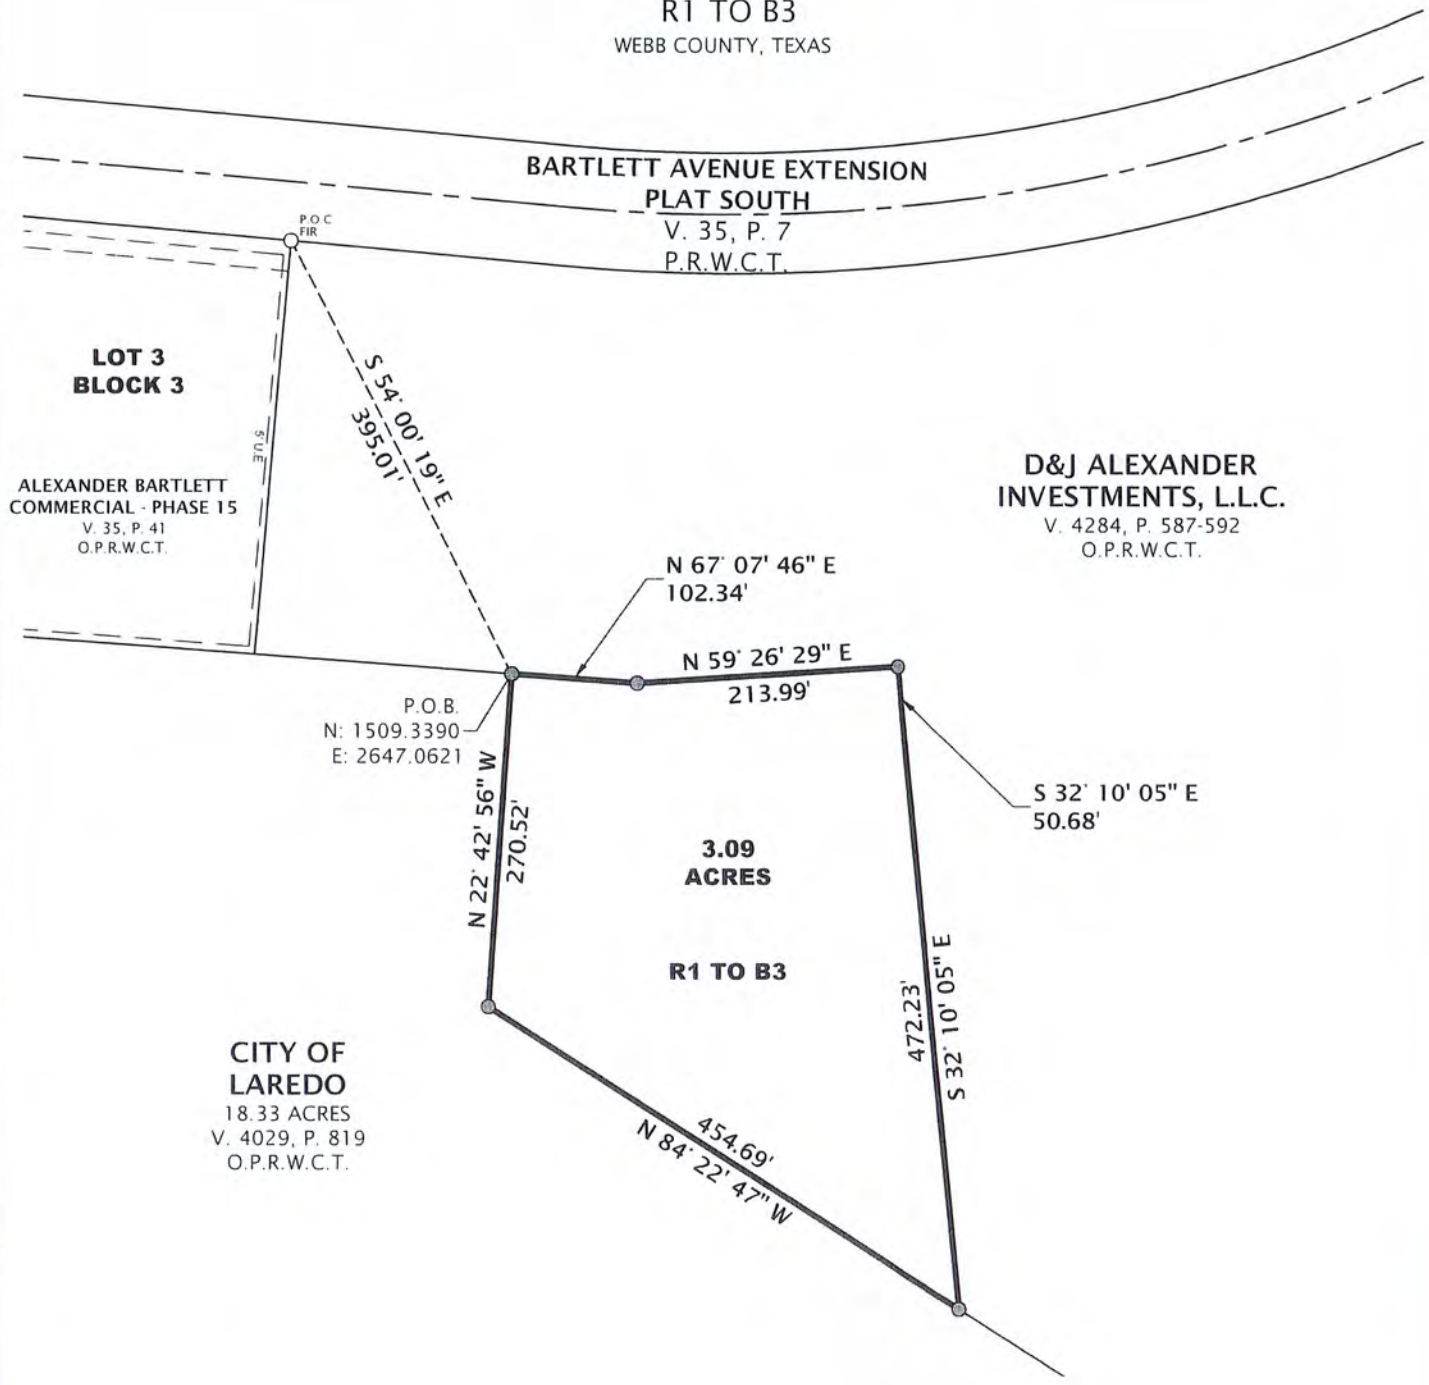 R1 TO B3
WEBB COUNTY, TEXAS
BARTLETT AVENUE EXTENSION
PLAT SOUTH
V. 35, P. 7
P.R.W.C.T.
P.O.C
FIR
LOT 3
BLOCK 3
5' U.E
ALEXANDER BARTLETT
COMMERCIAL - PHASE 15
V. 35, P. 41
O.P.R.W.C.T.
S 54° 00' 19" E
395.01'
D&J ALEXANDER
INVESTMENTS, L.L.C.
V. 4284, P. 587-592
O.P.R.W.C.T.
N 67° 07' 46" E
102.34'
N 59° 26' 29" E
213.99'
P.O.B.
N: 1509.3390
E: 2647.0621
S 32° 10' 05" E
50.68'
N 22° 42' 56" W
270.52'
3.09
ACRES
R1 TO B3
472.23'
S 32° 10' 05" E
CITY OF
LAREDO
18.33 ACRES
V. 4029, P. 819
O.P.R.W.C.T.
454.69'
N 84° 22' 47" W